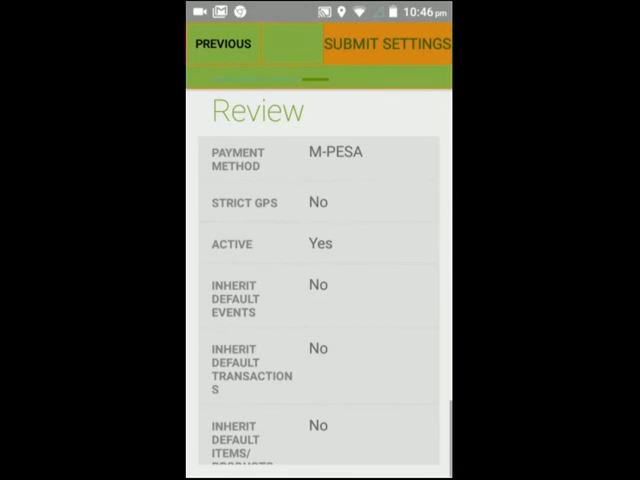 10:46 pm
PREVIOUS
SUBMIT SETTINGS
Review
PAYMENT METHOD
M-PESA
STRICT GPS
No
ACTIVE
Yes
INHERIT
DEFAULT
EVENTS
No
INHERIT
DEFAULT
TRANSACTION
S
No
INHERIT
DEFAULT
ITEMS/
PRODUCTS
No